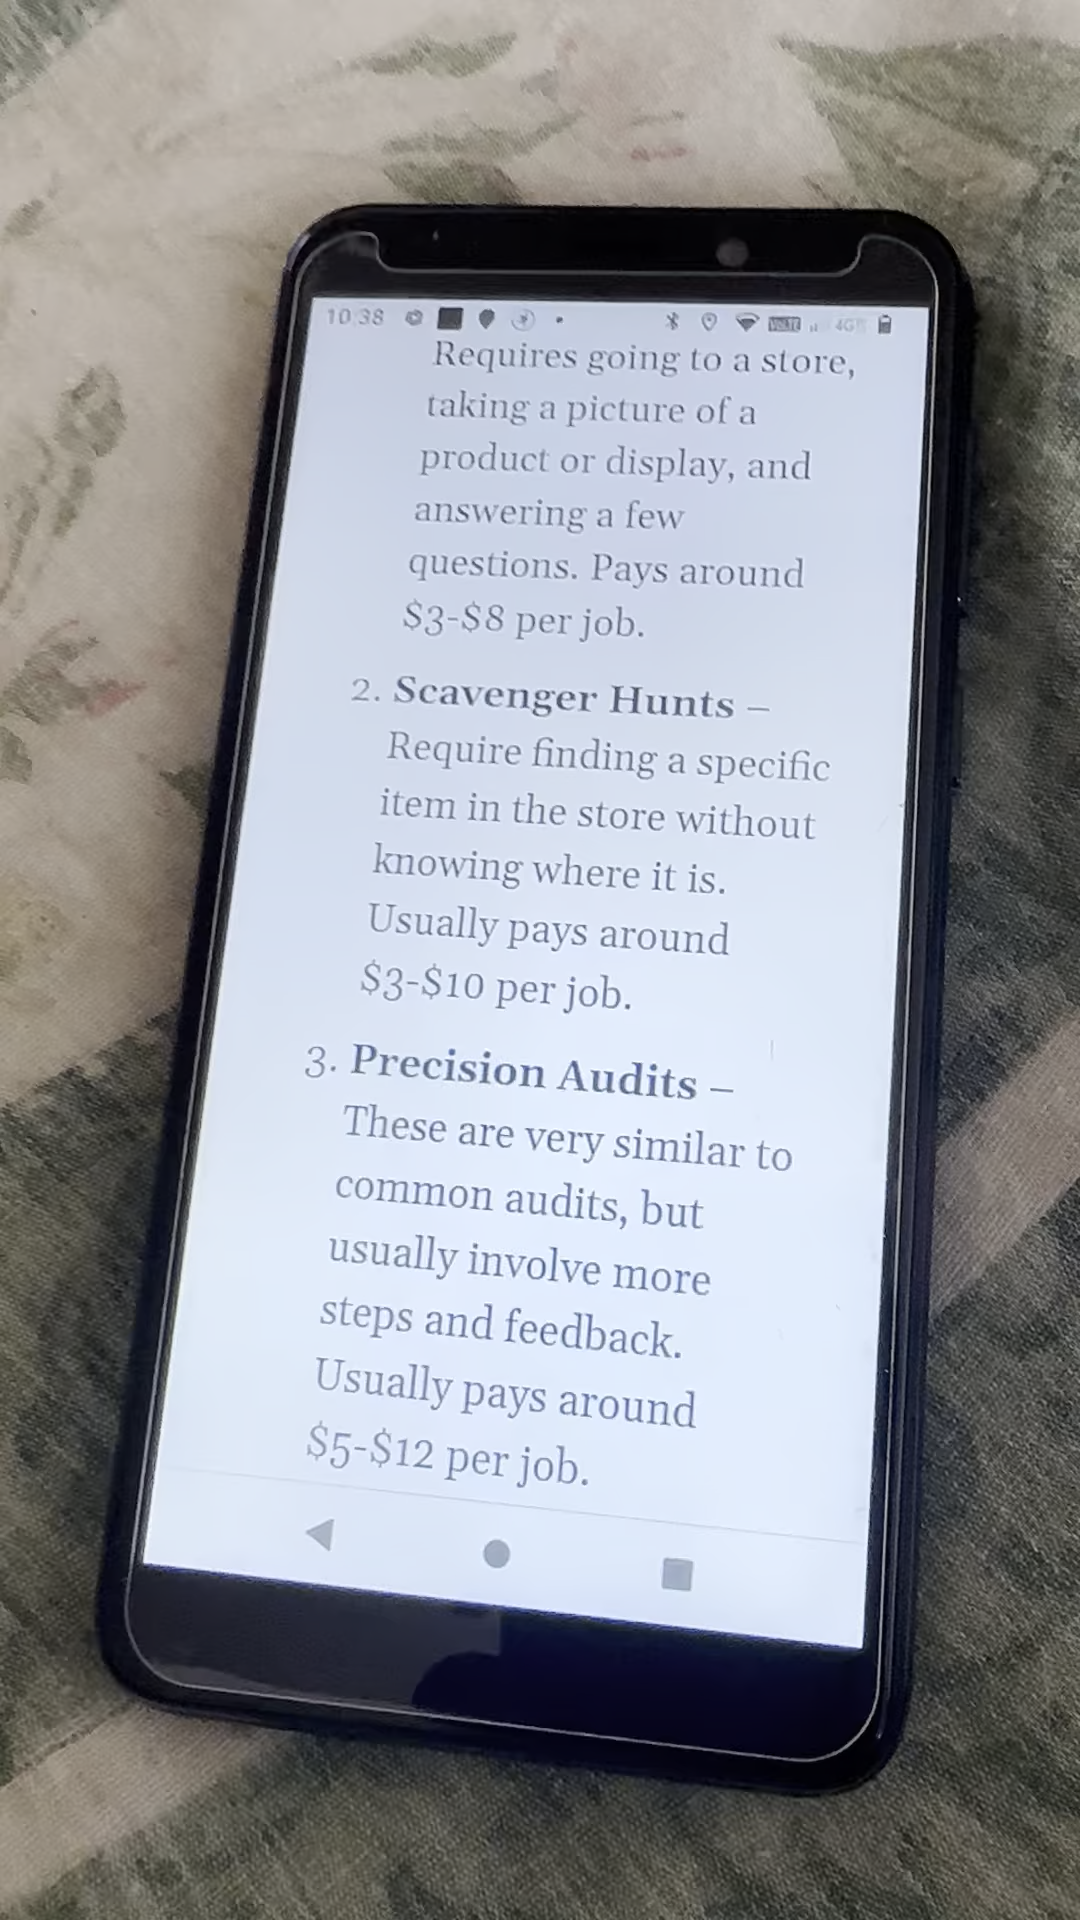 10:38
VOLTE
4G
Requires going to a store,
taking a picture of a
product or display, and
answering a few
questions. Pays around
$3-$8 per job.
2. Scavenger Hunts –
Require finding a specific
item in the store without
knowing where it is.
Usually pays around
$3-$10 per job.
3. Precision Audits –
These are very similar to
common audits, but
usually involve more
steps and feedback.
Usually pays around
$5-$12 per job.